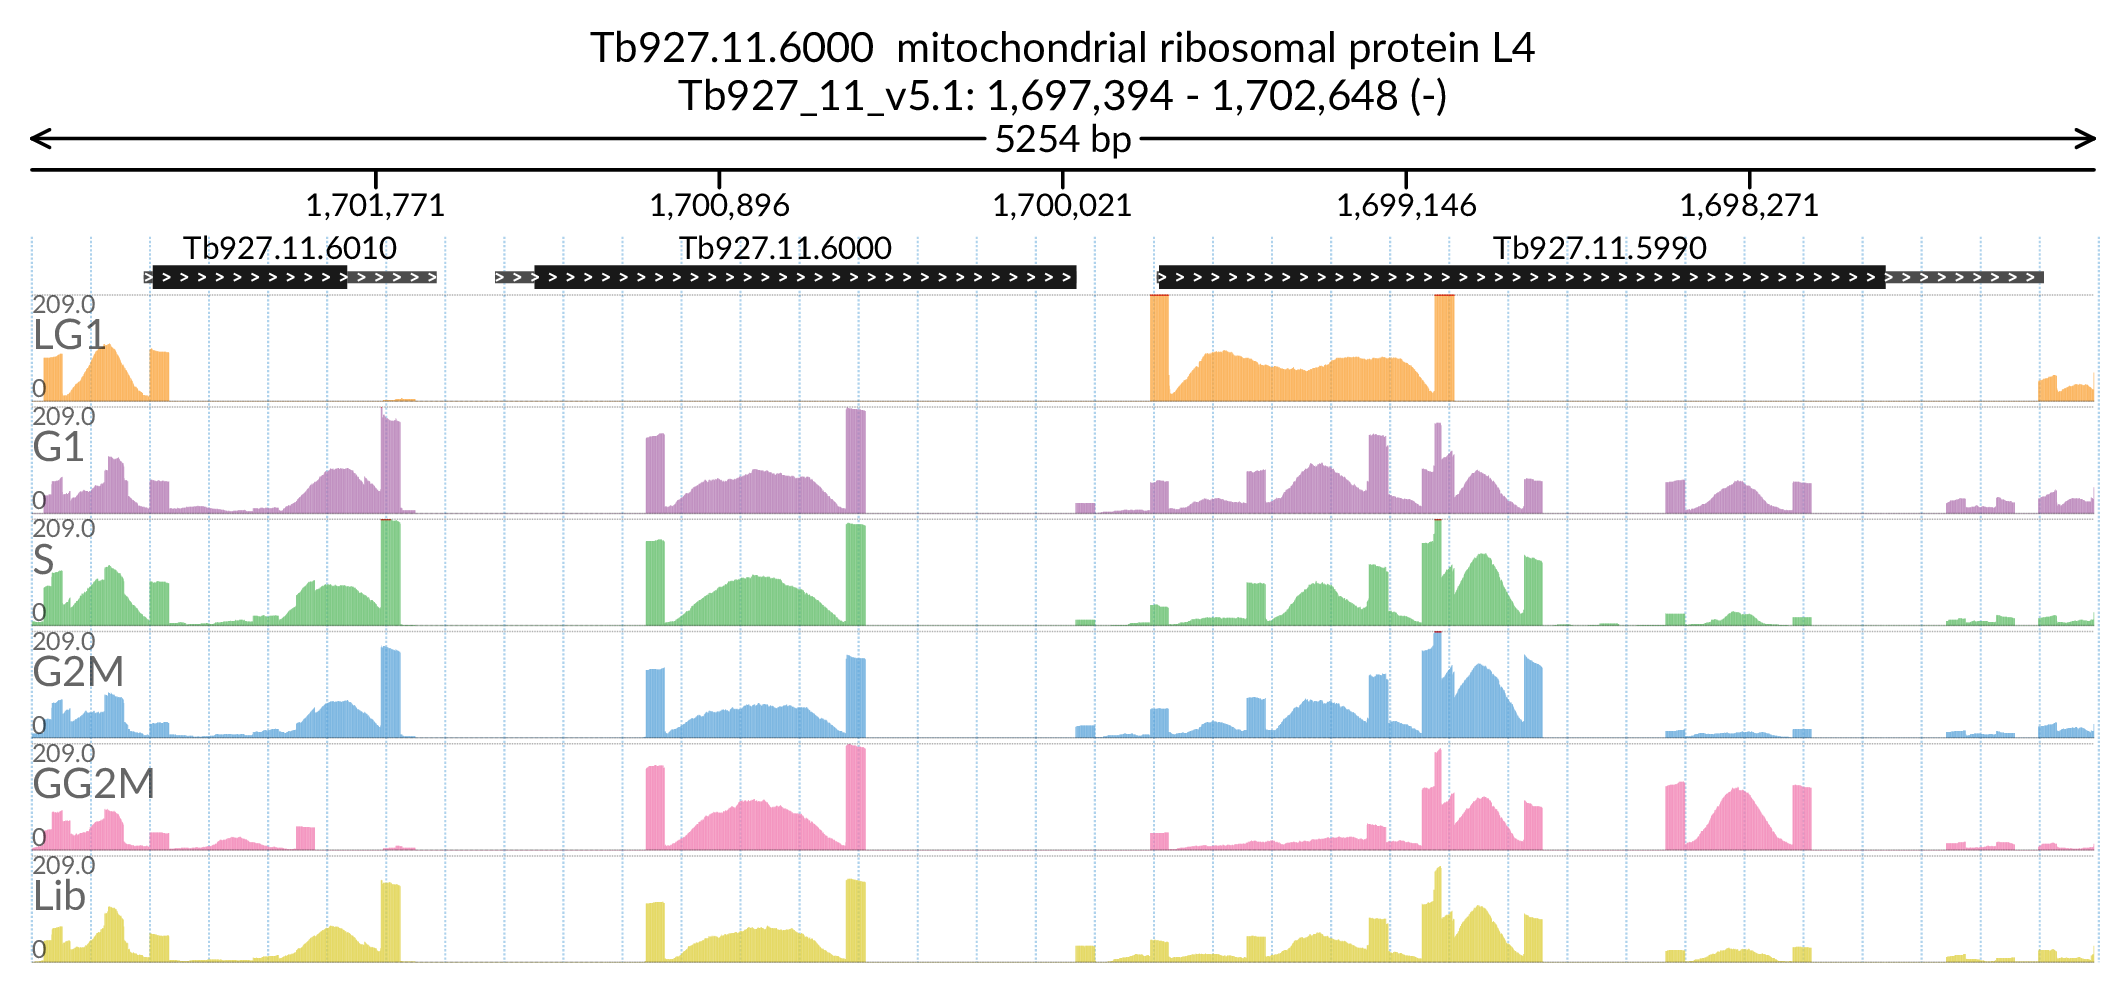 Tb927.11.6000 mitochondrial ribosomal protein L4
Tb927_11_v5.1: 1,697,394 - 1,702,648 (-)
5254 bp
1,701,771 1,700,896 1,700,021 1,699,146 1,698,271
Tb927.11.6010 Tb927.11.6000 Tb927.11.5990
209.0
LG1
0
209.0
G1
0
209.0
S
0
209.0
G2M
0
209.0
GG2M
0
209.0
Lib
0